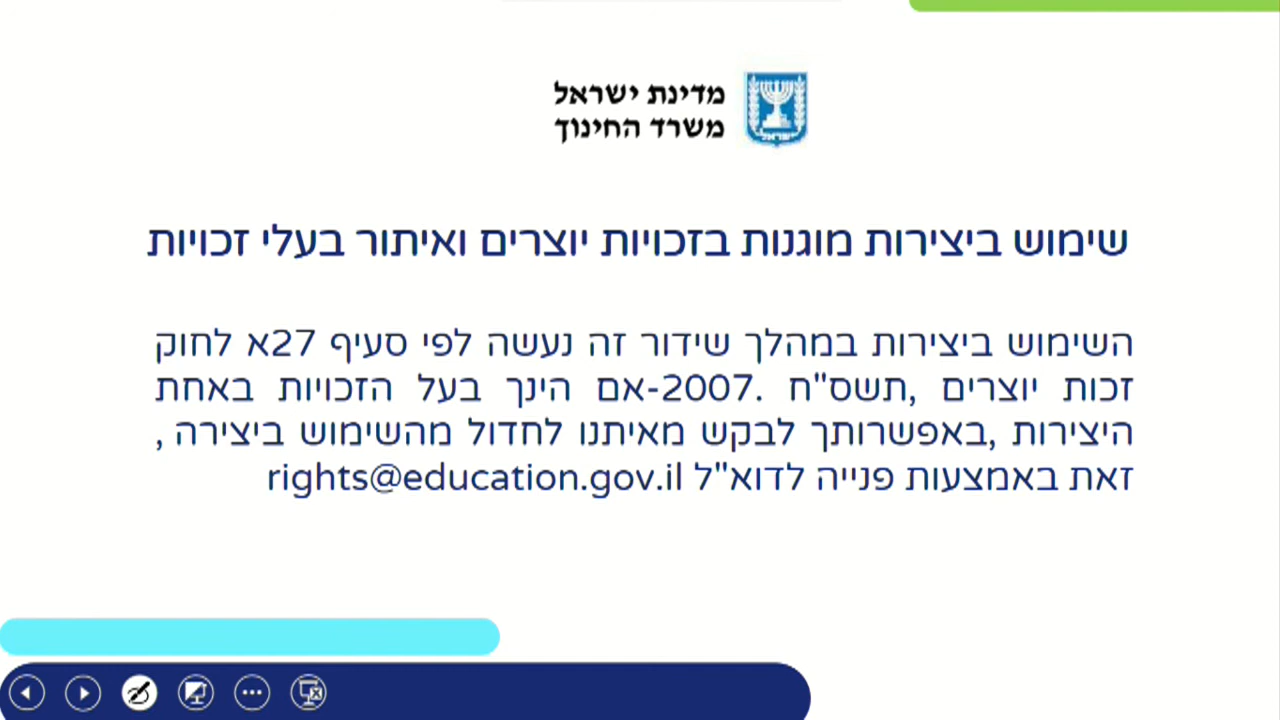 מדינת ישראל
משרד החינוך
ישראל
שימוש ביצירות מוגנות בזכויות יוצרים ואיתור בעלי זכויות
השימוש ביצירות במהלך שידור זה נעשה לפי סעיף 27א לחוק
זכות יוצרים ,תשס"ח .2007-אם הינך בעל הזכויות באחת
היצירות ,באפשרותך לבקש מאיתנו לחדול מהשימוש ביצירה ,
זאת באמצעות פנייה לדוא"ל rights@education.gov.il